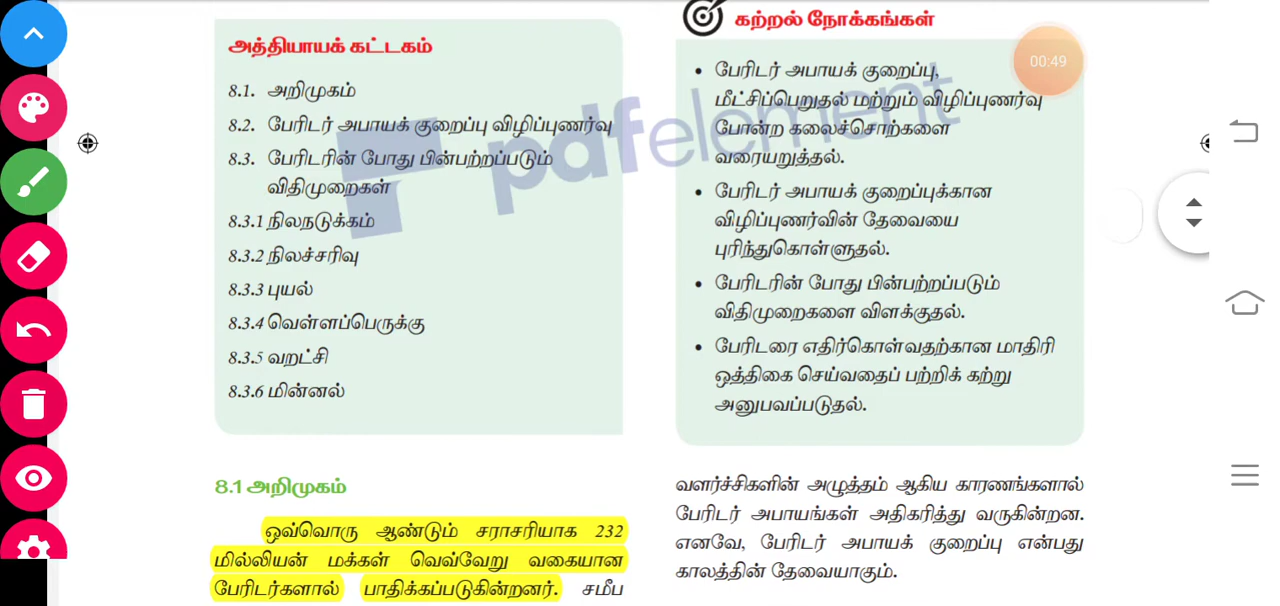 அத்தியாயக் கட்டகம்
8.1. அறிமுகம்
8.2. பேரிடர் அபாயக் குறைப்பு விழிப்புணர்வு
8.3. பேரிடரின் போது பின்பற்றப்படும்
விதிமுறைகள்
8.3.1 நிலநடுக்கம்
8.3.2 நிலச்சரிவு
8.3.3 புயல்
8.3.4 வெள்ளப்பெருக்கு
8.3.5 வறட்சி
8.3.6 மின்னல்
8.1 அறிமுகம்
ஒவ்வொரு ஆண்டும் சராசரியாக 232
மில்லியன் மக்கள் வெவ்வேறு வகையான
பேரிடர்களால் பாதிக்கப்படுகின்றனர். சமீப
கற்றல் நோக்கங்கள்
• பேரிடர் அபாயக் குறைப்பு,
மீட்சிப்பெறுதல் மற்றும் விழிப்புணர்வு
போன்ற கலைச்சொற்களை
வரையறுத்தல்.
• பேரிடர் அபாயக் குறைப்புக்கான
விழிப்புணர்வின் தேவையை
புரிந்துகொள்ளுதல்.
• பேரிடரின் போது பின்பற்றப்படும்
விதிமுறைகளை விளக்குதல்.
• பேரிடரை எதிர்கொள்வதற்கான மாதிரி
ஒத்திகை செய்வதைப் பற்றிக் கற்று
அனுபவப்படுதல்.
வளர்ச்சிகளின் அழுத்தம் ஆகிய காரணங்களால்
பேரிடர் அபாயங்கள் அதிகரித்து வருகின்றன.
எனவே, பேரிடர் அபாயக் குறைப்பு என்பது
காலத்தின் தேவையாகும்.
pdfelement
00:49